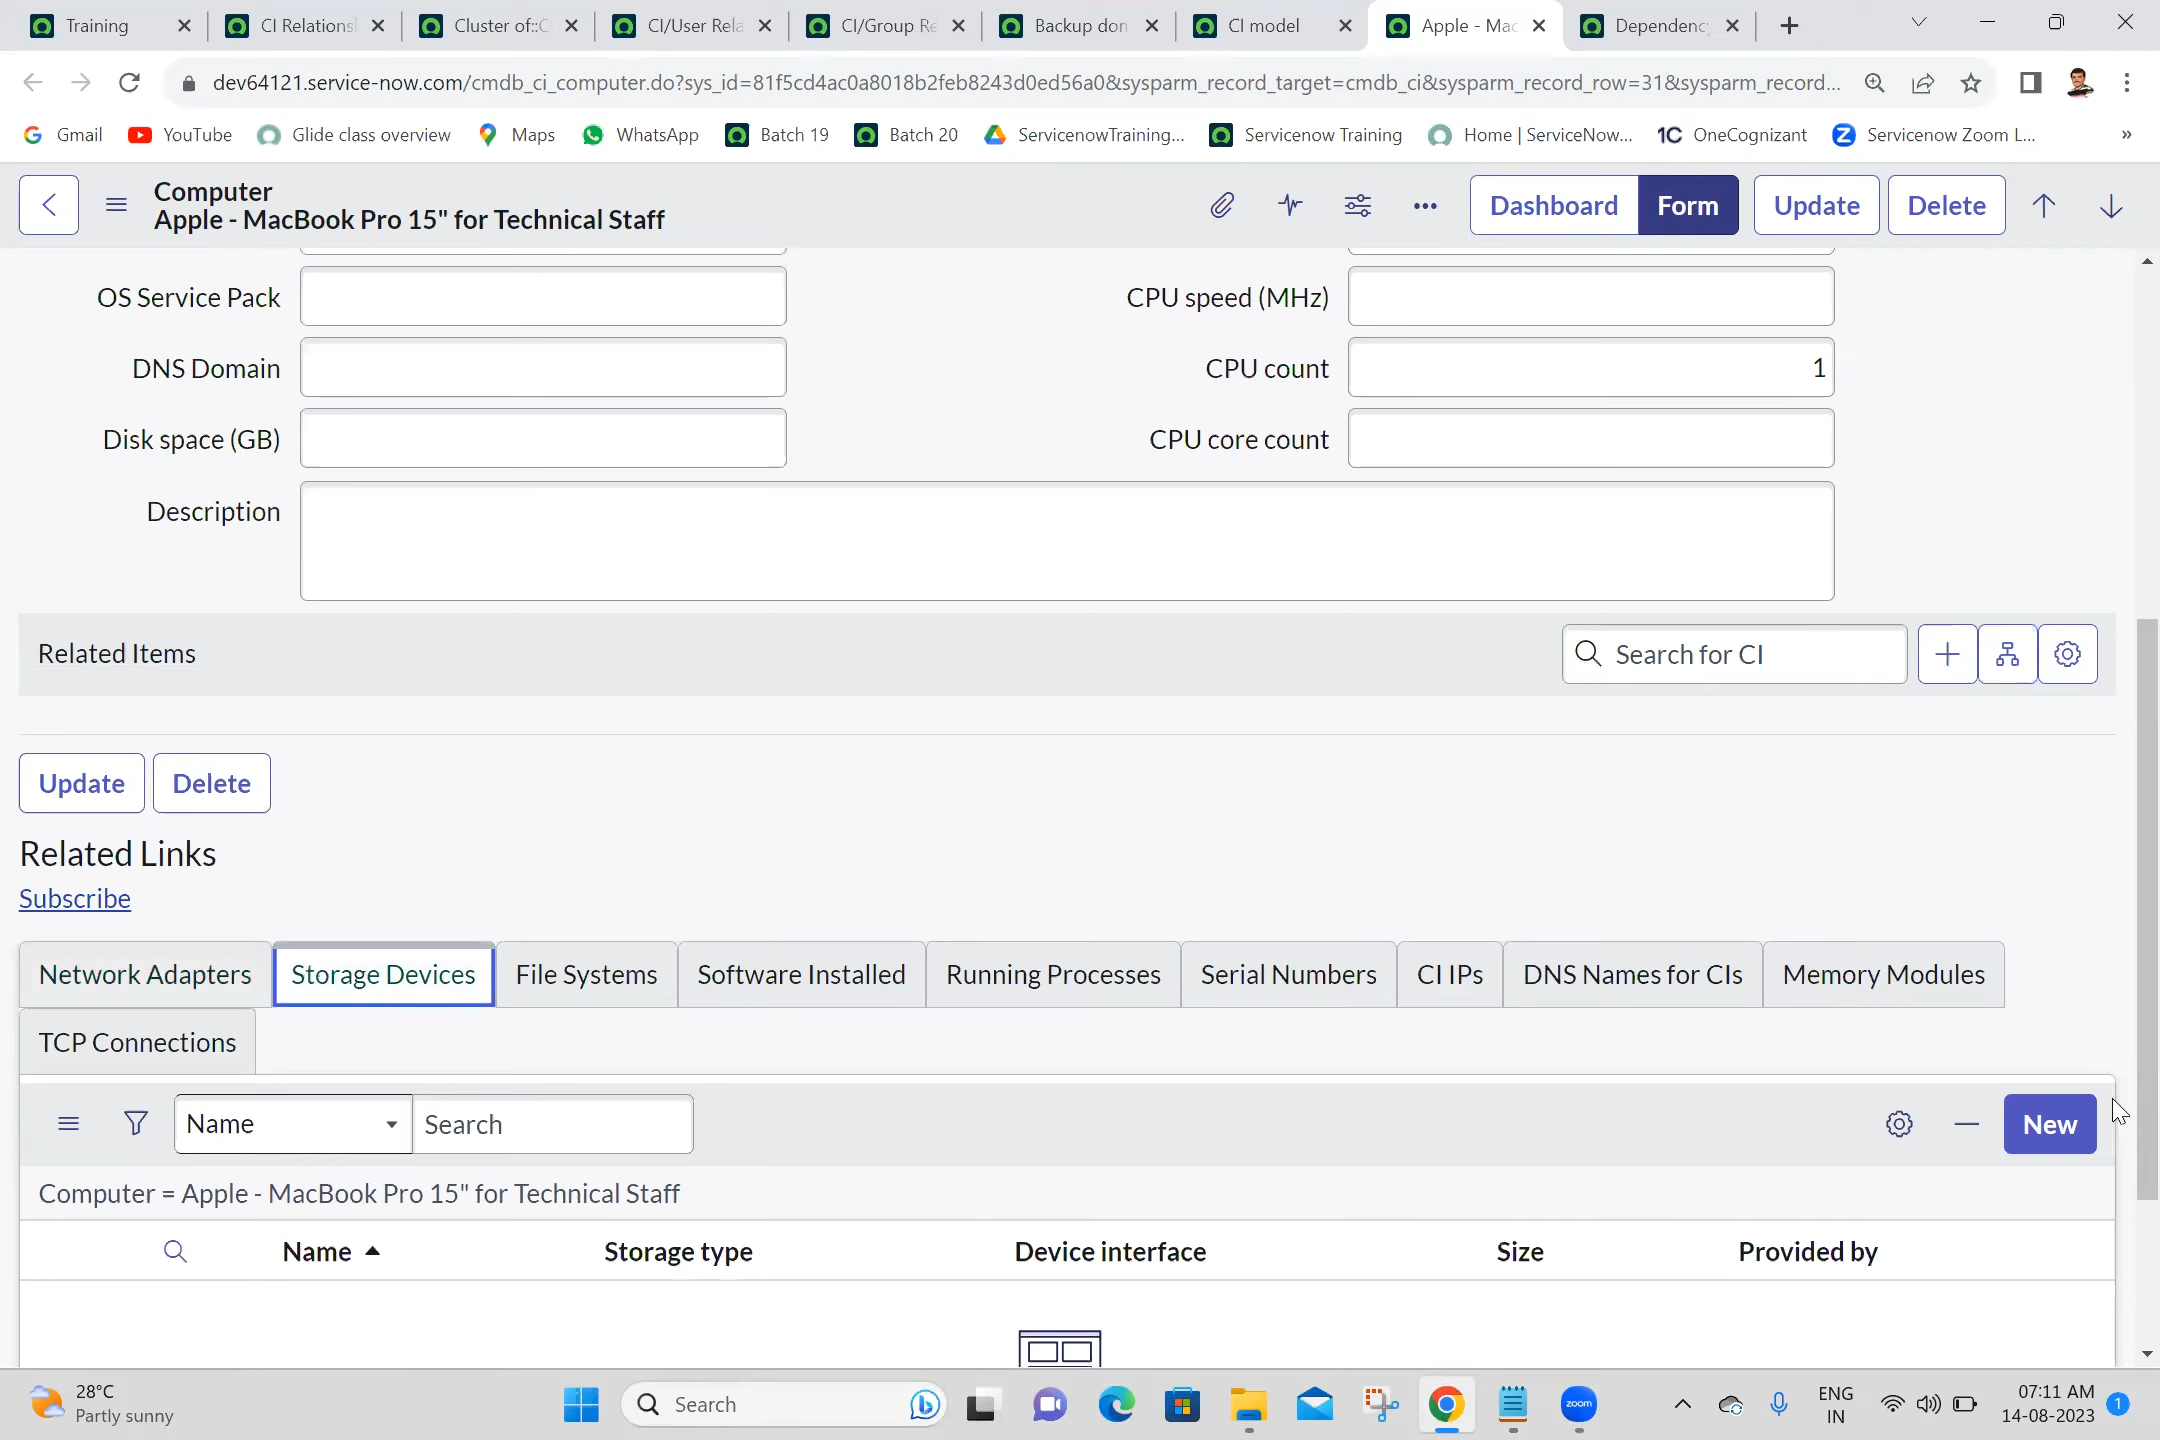 Training
CI Relations
Cluster of::C
CI/User Rela
CI/Group Re
Backup don
CI model
Apple - Mac
Dependenc
dev64121.service-now.com/cmdb_ci_computer.do?sys_id=81f5cd4ac0a8018b2feb8243d0ed56a0&sysparm_record_target=cmdb_ci&sysparm_record_row=31&sysparm_record...
Gmail
YouTube
Glide class overview
Maps
WhatsApp
Batch 19
Batch 20
ServicenowTraining...
Servicenow Training
Home | ServiceNow...
1C OneCognizant
Servicenow Zoom L...
»
Computer
Apple - MacBook Pro 15" for Technical Staff
Dashboard
Form
Update
Delete
OS Service Pack
CPU speed (MHz)
DNS Domain
CPU count
1
Disk space (GB)
CPU core count
Description
Related Items
Search for CI
Update
Delete
Related Links
Subscribe
Network Adapters
Storage Devices
File Systems
Software Installed
Running Processes
Serial Numbers
CI IPs
DNS Names for CIs
Memory Modules
TCP Connections
Name
Search
New
Computer = Apple - MacBook Pro 15" for Technical Staff
Name
Storage type
Device interface
Size
Provided by
28°C
Partly sunny
Search
zoom
ENG
IN
07:11 AM
14-08-2023
1